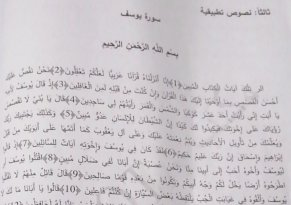 ثالثا: نصوص تطبيقية
سورة يوسف
بسم الله الرحمن الرحيم
الر تلك آيات الكتاب المبين (1) إنا أنزلناه قرآنا عربيا لعلكم تعقلون (2) نحن نقص عليك
أحسن القصص بما أوحينا إليك هذا القرآن وإن كنت من قبله لمن الغافلين (3) إذ قال يوسف لأبيه
يا أبت إني رأيت أحد عشر كوكبا والشمس والقمر رأيتهم لي ساجدين (4) قال يا بني لا تقصص
رؤياك على إخوتك فيكيدوا لك كيدا إن الشيطان للإنسان عدو مبين (5) وكذلك يجتبيك ربك
ويعلمك من تأويل الأحاديث ويتم نعمته عليك وعلى آل يعقوب كما أتمها على أبويك من قبل
إبراهيم وإسحاق إن ربك عليم حكيم (6) لقد كان في يوسف وإخوته آيات للسائلين (7) إذ قالوا
ليوسف وأخوه أحب إلى أبينا منا ونحن عصبة إن أبانا لفي ضلال مبين (8) اقتلوا يوسف أو
اطرحوه أرضا يخل لكم وجه أبيكم وتكونوا من بعده قوما صالحين (9) قال قائل منهم لا تقتلوا
يوسف وألقوه في غيابت الجب يلتقطه بعض السيارة إن كنتم فاعلين (10) قالوا يا أبانا ما لك لا